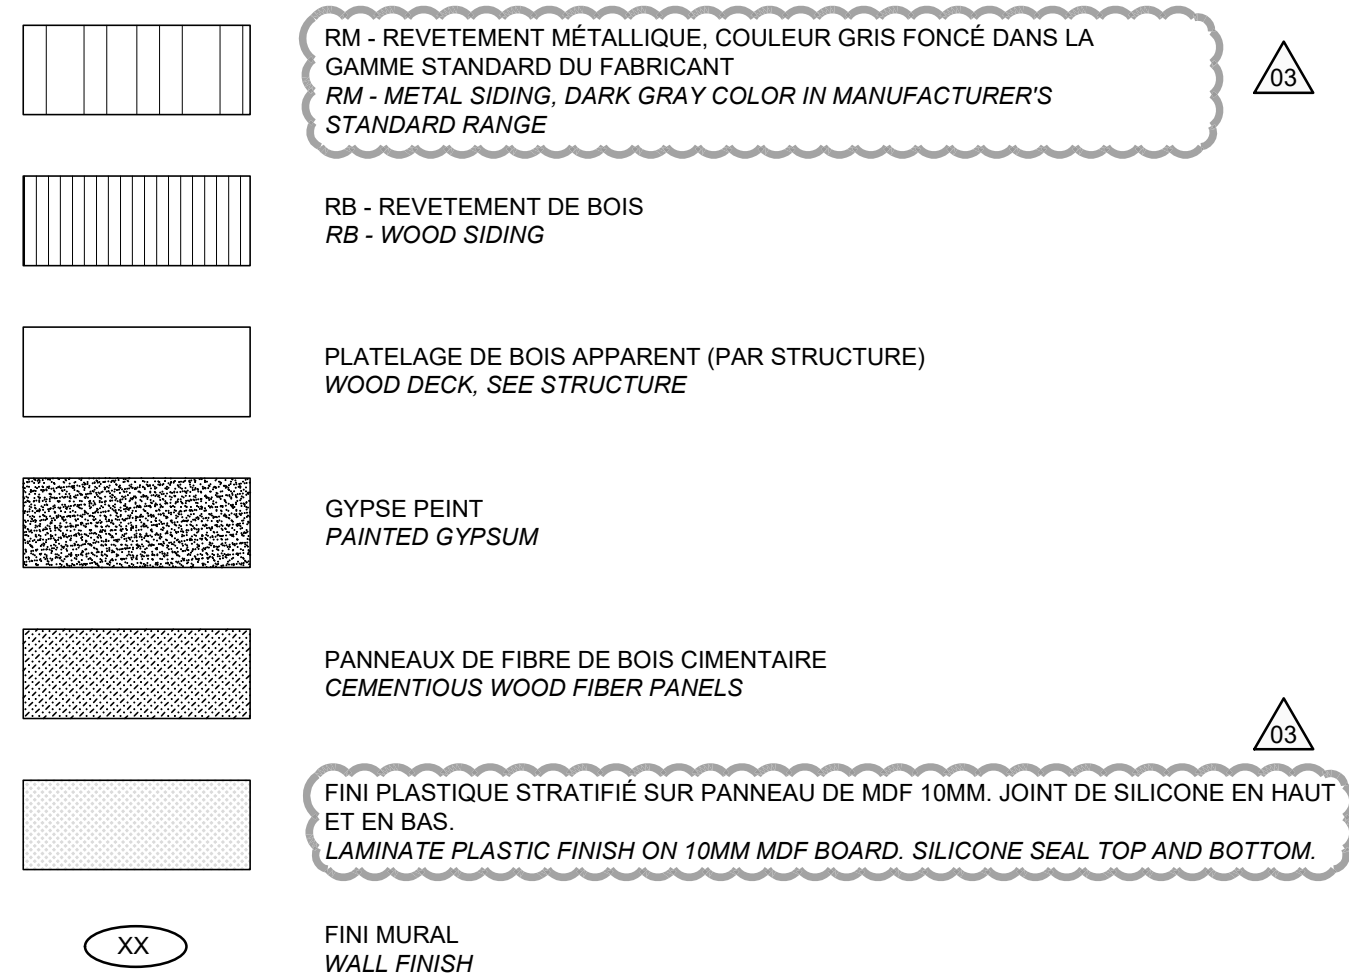 RM - REVETEMENT MÉTALLIQUE, COULEUR GRIS FONCÉ DANS LA
GAMME STANDARD DU FABRICANT
RM - METAL SIDING, DARK GRAY COLOR IN MANUFACTURER'S
STANDARD RANGE
03
RB - REVETEMENT DE BOIS
RB - WOOD SIDING
PLATELAGE DE BOIS APPARENT (PAR STRUCTURE)
WOOD DECK, SEE STRUCTURE
GYPSE PEINT
PAINTED GYPSUM
PANNEAUX DE FIBRE DE BOIS CIMENTAIRE
CEMENTIOUS WOOD FIBER PANELS
03
FINI PLASTIQUE STRATIFIÉ SUR PANNEAU DE MDF 10MM. JOINT DE SILICONE EN HAUT
ET EN BAS.
LAMINATE PLASTIC FINISH ON 10MM MDF BOARD. SILICONE SEAL TOP AND BOTTOM.
XX
FINI MURAL
WALL FINISH